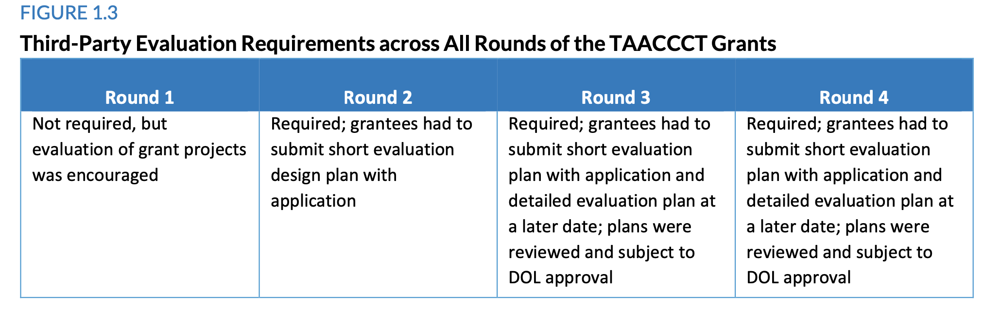 FIGURE 1.3
Third-Party Evaluation Requirements across All Rounds of the TAACCCT Grants
Round 1
Round 2
Round 3
Round 4
Not required, but
evaluation of grant projects
was encouraged
Required; grantees had to
submit short evaluation
design plan with
application
Required; grantees had to
submit short evaluation
plan with application and
detailed evaluation plan at
a later date; plans were
reviewed and subject to
DOL approval
Required; grantees had to
submit short evaluation
plan with application and
detailed evaluation plan at
a later date; plans were
reviewed and subject to
DOL approval